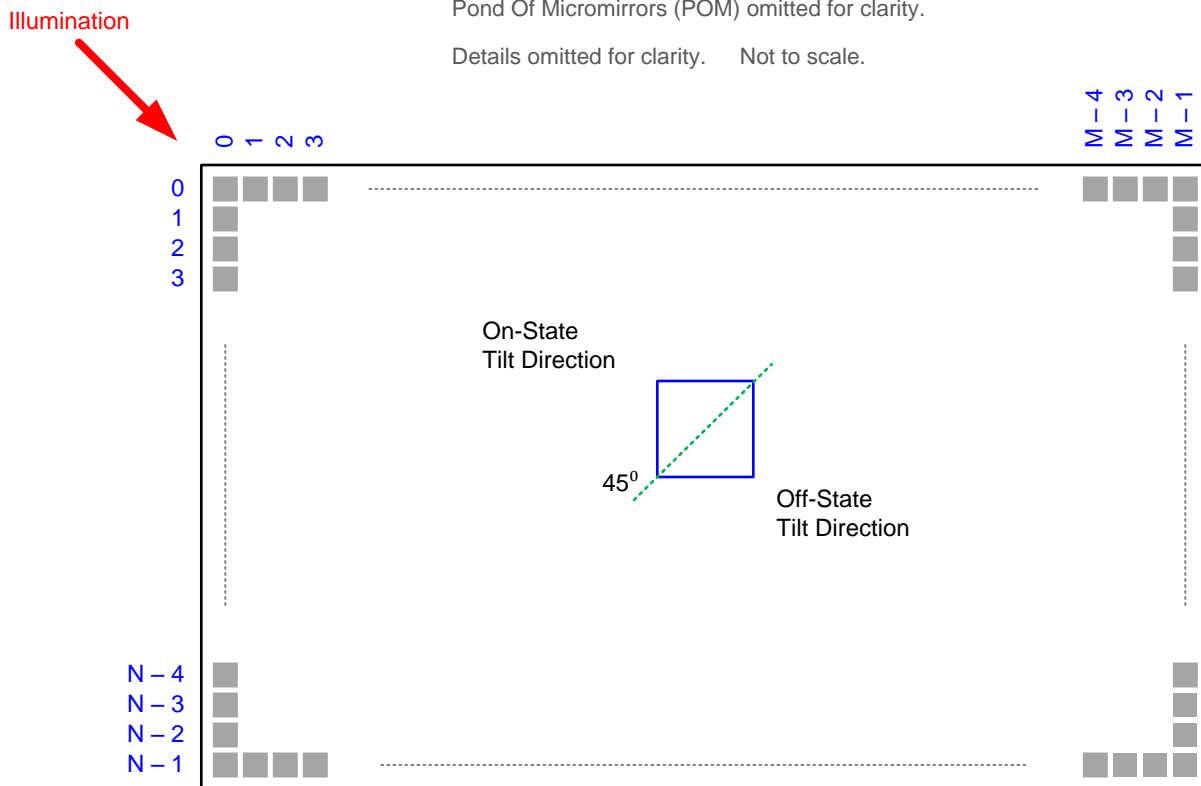 Pond Of Micromirrors (POM) omitted for clarity.
Illumination
Details omitted for clarity. Not to scale.
0 1 2 3
M – 4 M – 3 M – 2 M – 1
0
1
2
3
On-State
Tilt Direction
45⁰
Off-State
Tilt Direction
N – 4
N – 3
N – 2
N – 1